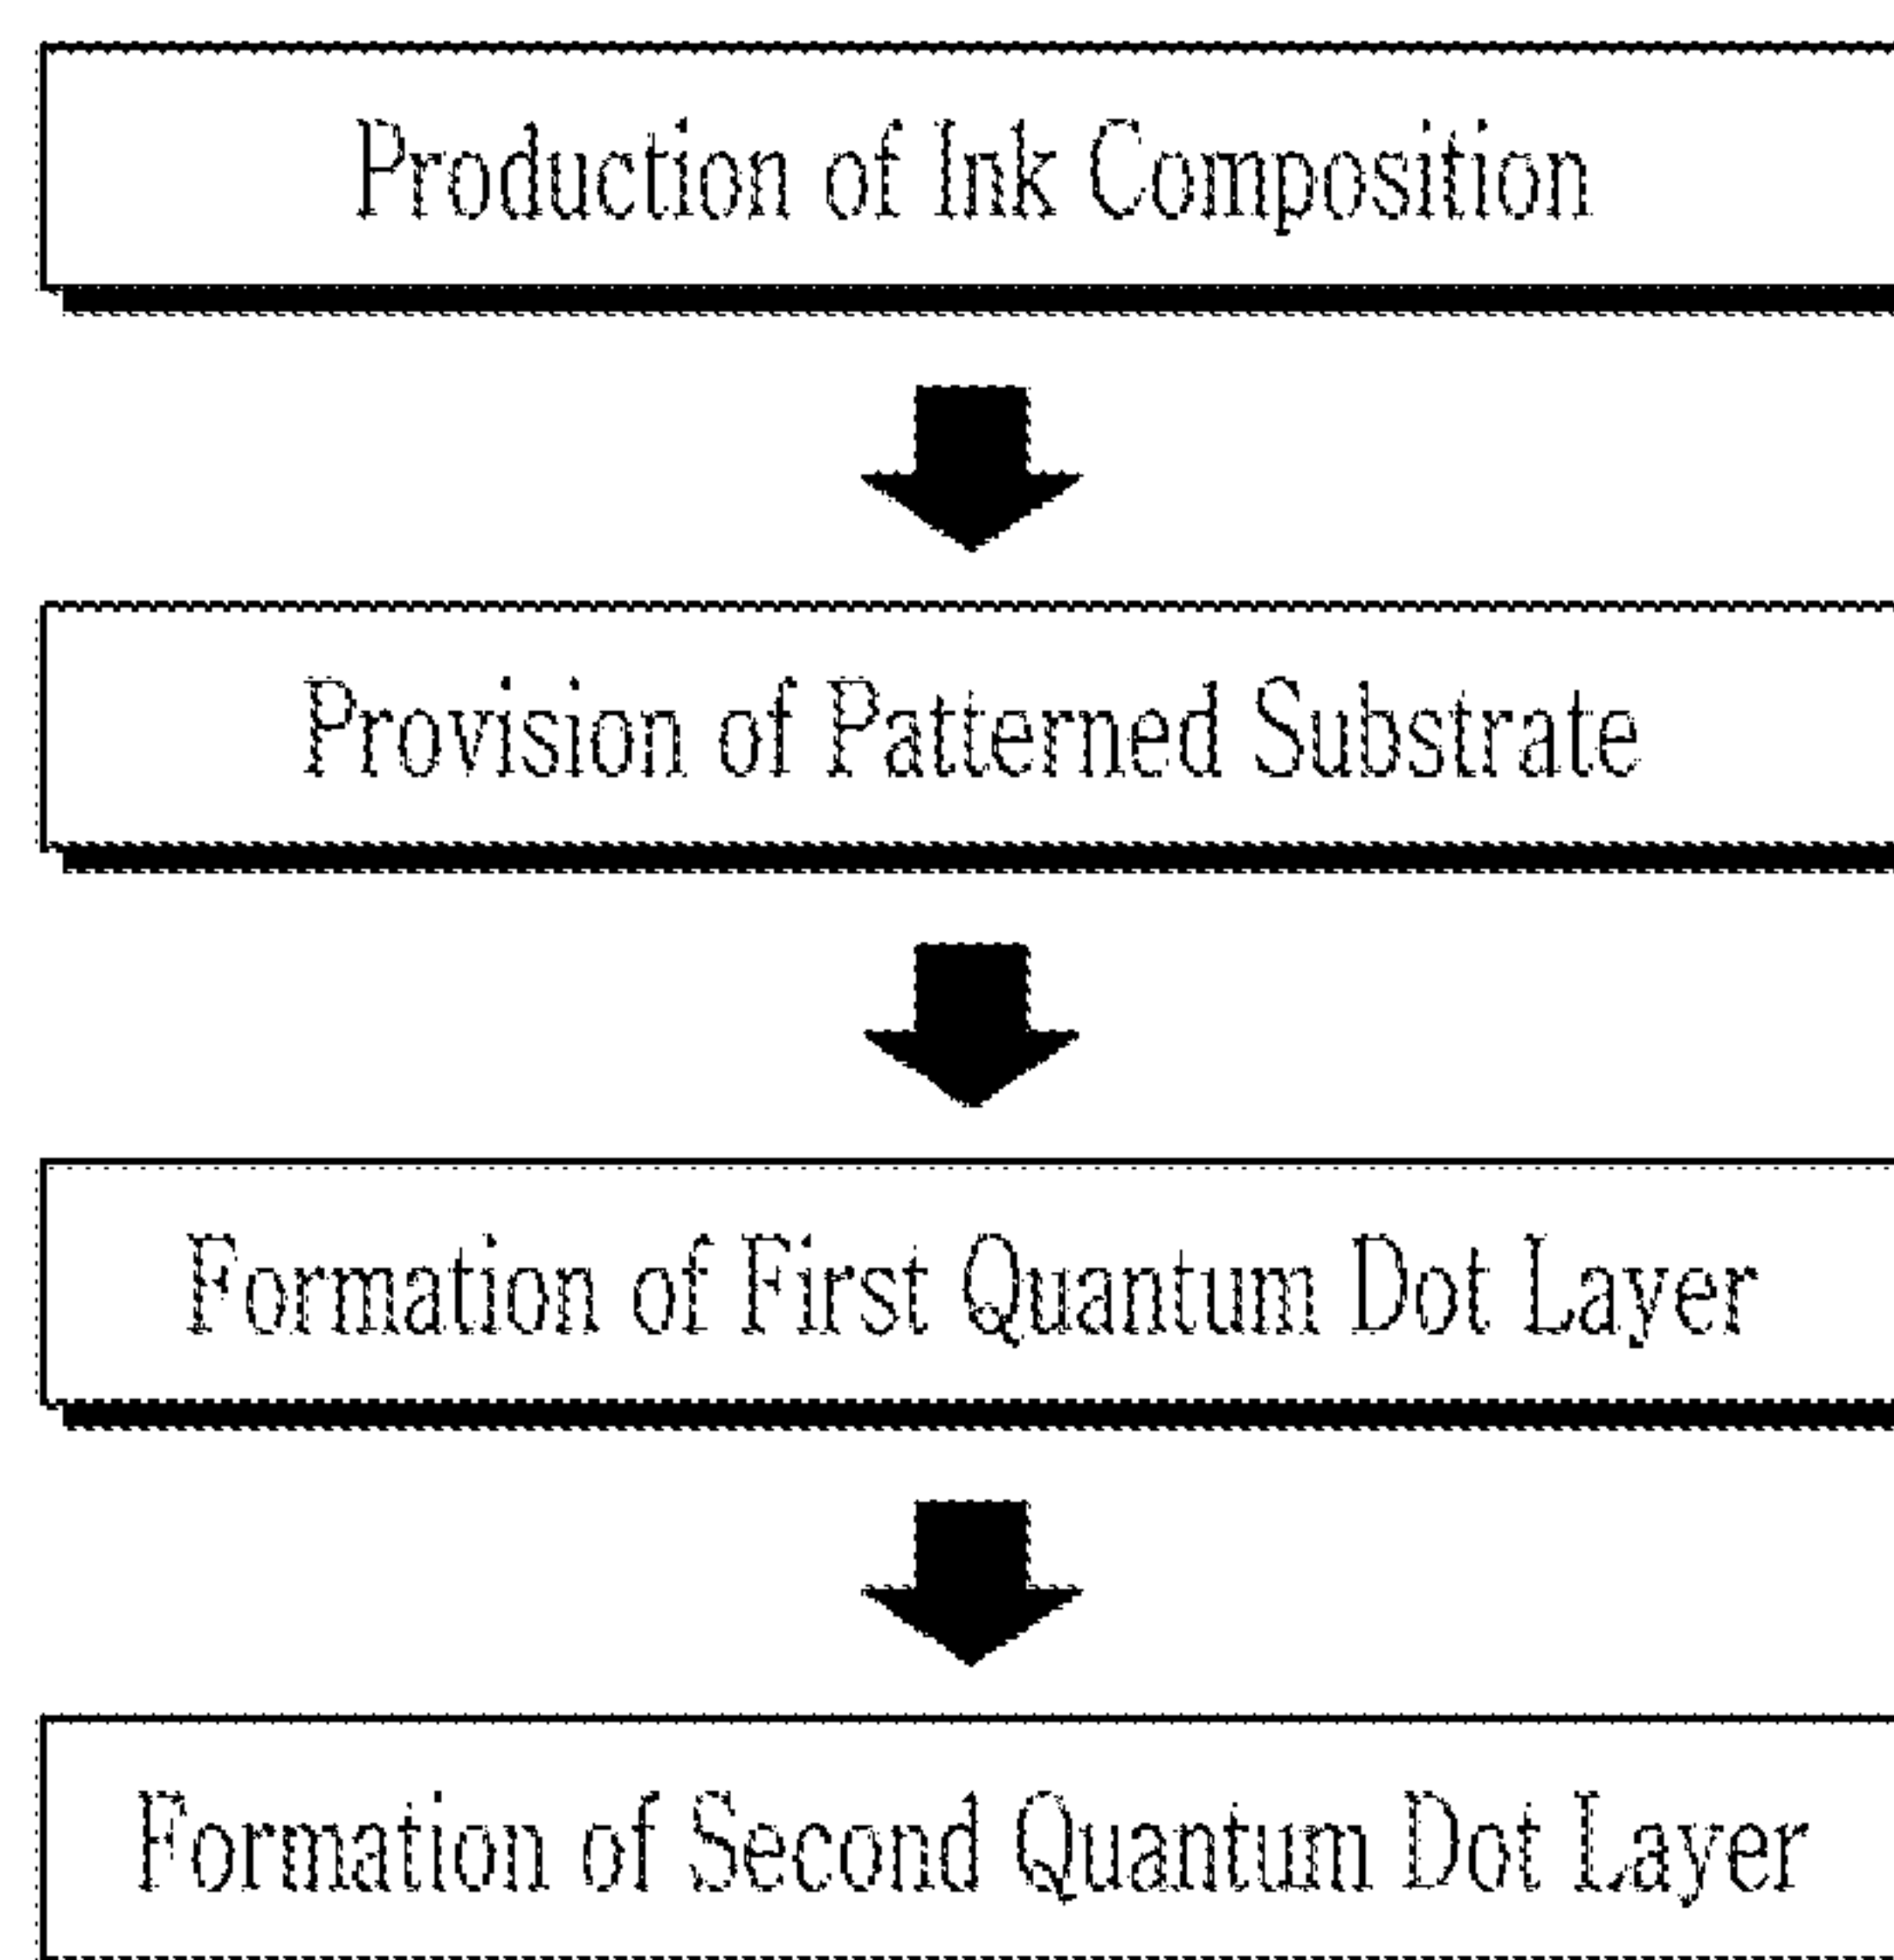 Production of Ink Composition
Provision of Patterned Substrate
Formation of First Quantum Dot Layer
Formation of Second Quantum Dot Layer